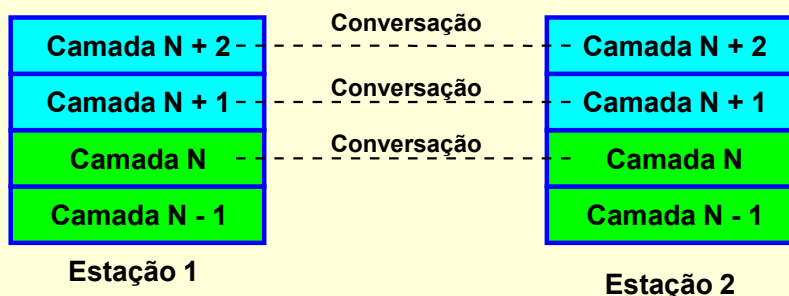 Conversação
Camada N + 2
Camada N + 2
Conversação
Camada N + 1
Camada N + 1
Conversação
Camada N
Camada N
Camada N - 1
Camada N - 1
Estação 1
Estação 2